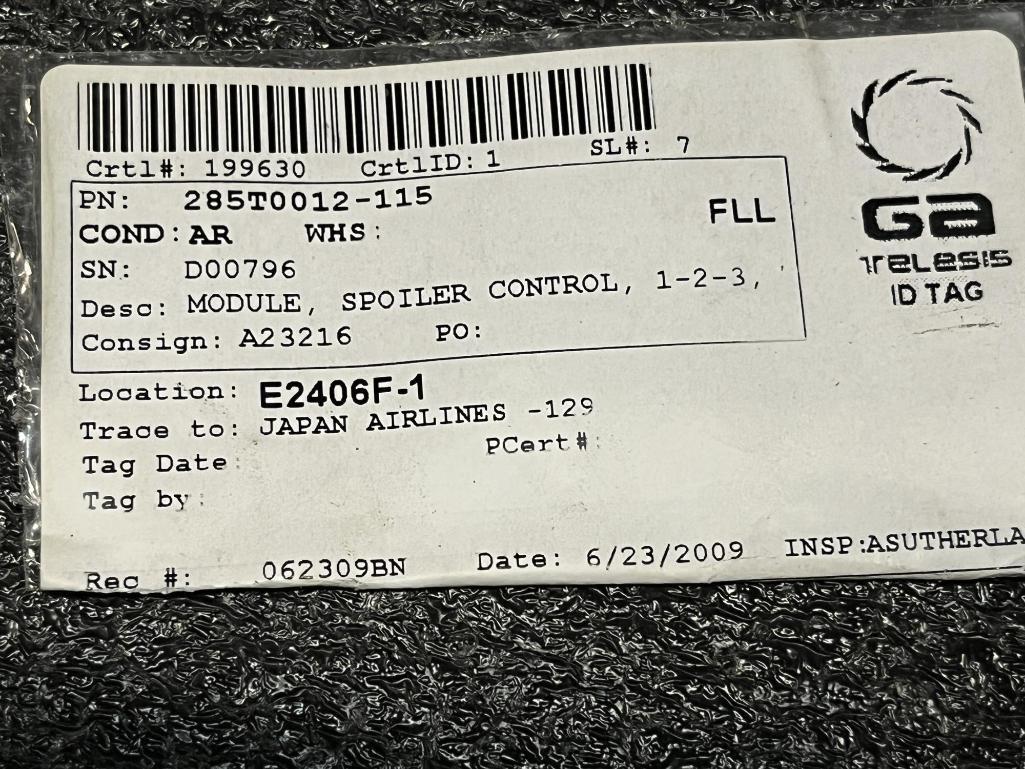 Crtl#: 199630 CrtlID: 1 SL#: 7
PN: 285T0012-115 FLL
COND: AR WHS:
SN: D00796
Desc: MODULE, SPOILER CONTROL, 1-2-3,
Consign: A23216 PO:
GA
TELESIS
ID TAG
Location: E2406F-1
Trace to: JAPAN AIRLINES -129
Tag Date: PCert#:
Tag by:
Rec #: 062309BN Date: 6/23/2009 INSP:ASUTHERLA